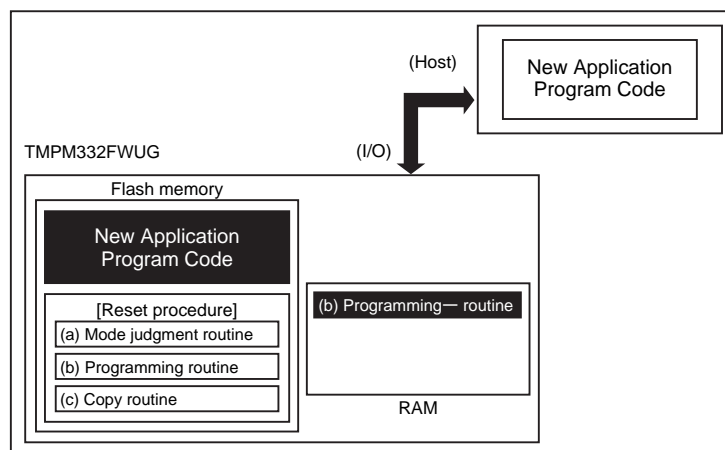 (Host)
New Application
Program Code
(I/O)
TMPM332FWUG
Flash memory
New Application
Program Code
[Reset procedure]
(a) Mode judgment routine
(b) Programming routine
(c) Copy routine
(b) Programming— routine
RAM